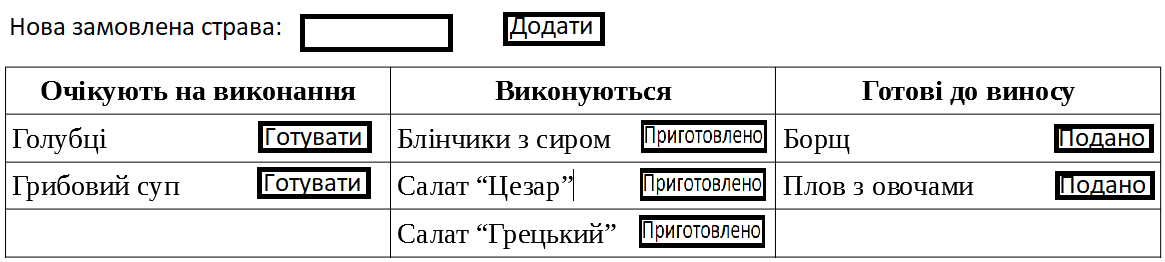 Нова замовлена страва: Додати
Очікують на виконання Виконуються Готові до виносу
Голубці Готувати Блінчики з сиром Приготовлено Борщ Подано
Грибовий суп Готувати Салат “Цезар” Приготовлено Плов з овочами Подано
Салат “Грецький” Приготовлено